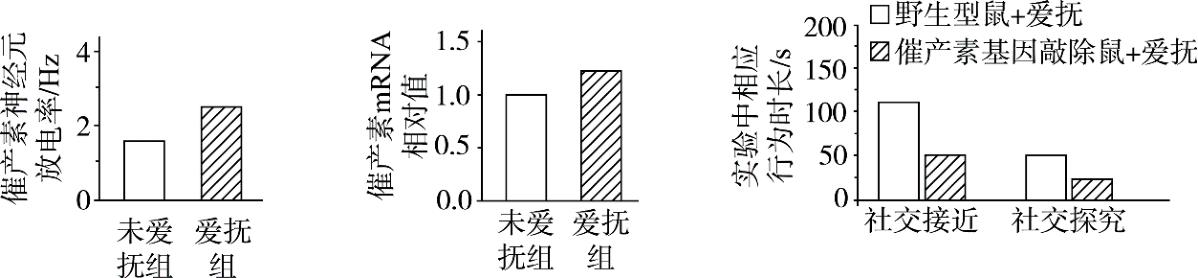 催产素神经元
放电率/Hz
4
2
0
未爱
抚组
爱抚
组
催产素mRNA
相对值
1.5
1.0
0.5
0.0
未爱
抚组
爱抚
组
实验中相应
行为时长/s
200
150
100
50
0
野生型鼠+爱抚
催产素基因敲除鼠+爱抚
社交接近
社交探究